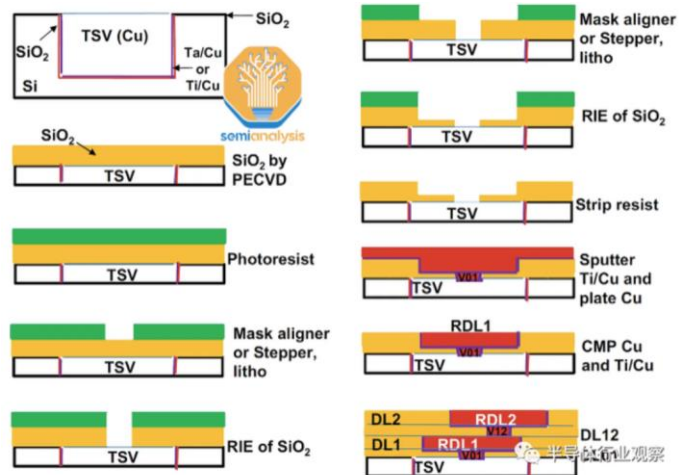 SiO₂
TSV (Cu)
SiO₂
Ta/Cu
or
Ti/Cu
Si
semianalysis
SiO₂
SiO₂ by
PECVD
TSV
Photoresist
TSV
Mask aligner
or Stepper,
litho
TSV
RIE of SiO₂
TSV
Mask aligner
or Stepper,
litho
TSV
RIE of SiO₂
TSV
Strip resist
TSV
Sputter
Ti/Cu and
plate Cu
V01
TSV
RDL1
CMP Cu
and Ti/Cu
V01
TSV
DL2
RDL2
V12
DL12
DL1
RDL1
V01
半导体行业观察
TSV